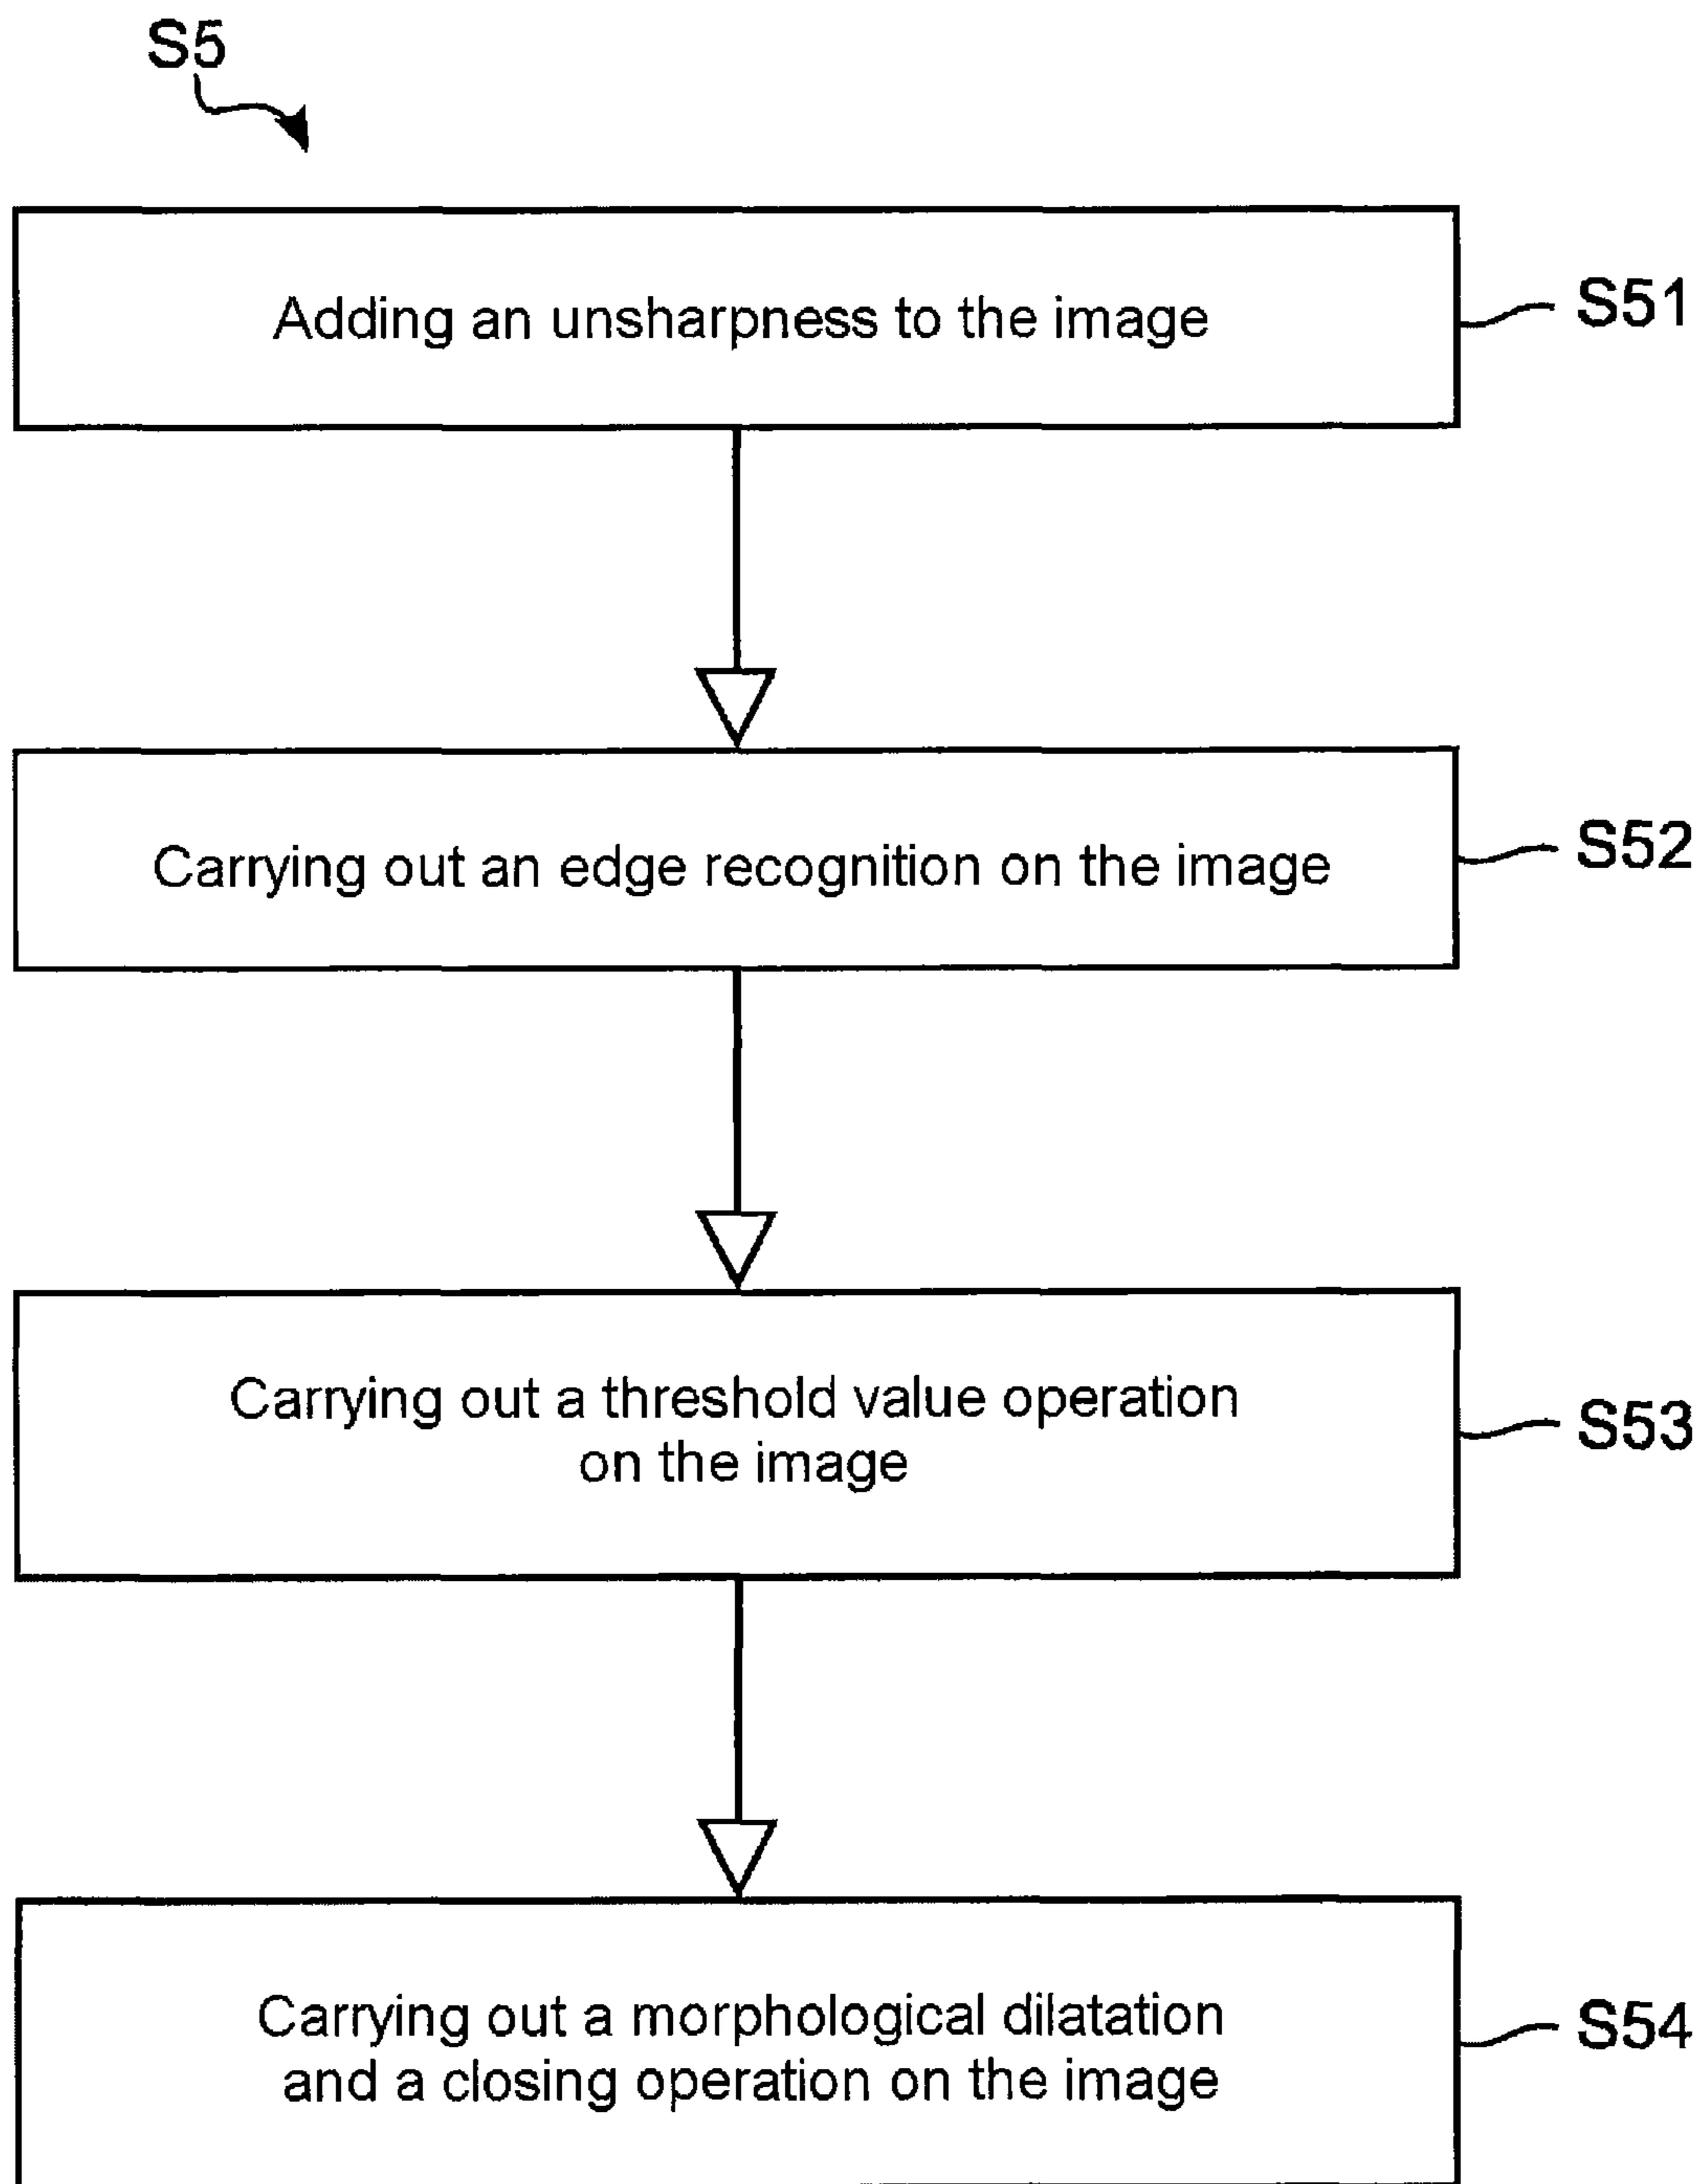 S5
Adding an unsharpness to the image
S51
Carrying out an edge recognition on the image
S52
Carrying out a threshold value operation
on the image
S53
Carrying out a morphological dilatation
and a closing operation on the image
S54